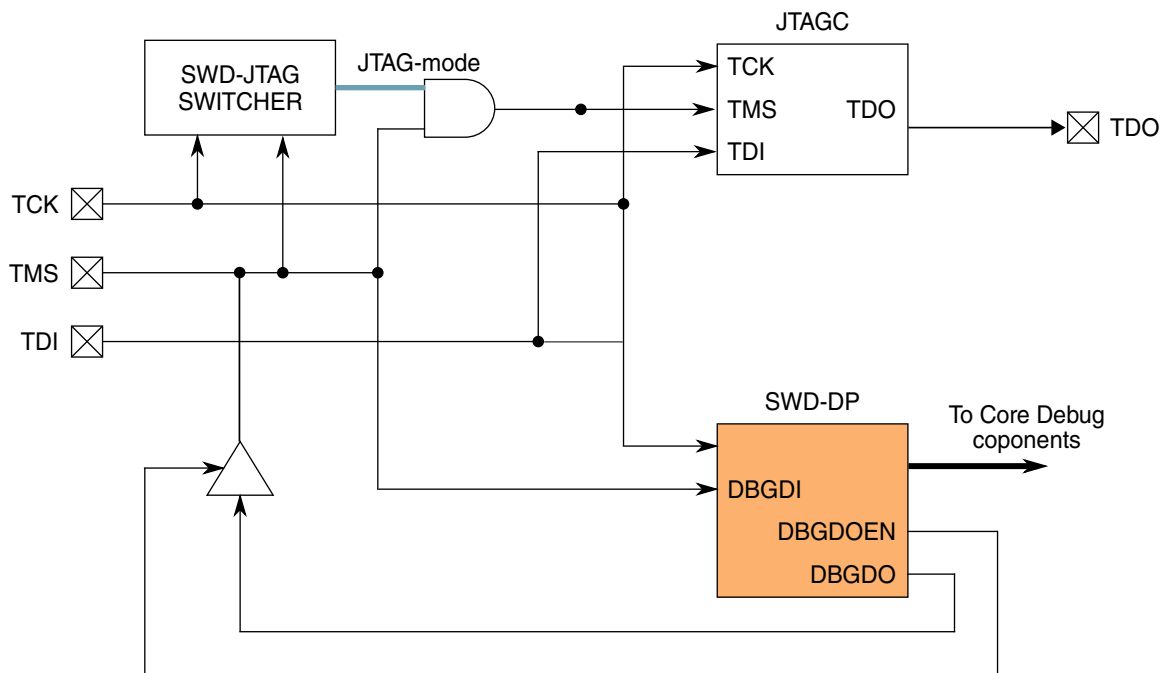 JTAGC
SWD-JTAG
SWITCHER
JTAG-mode
TCK
TMS
TDO
TDI
TDO
TCK
TMS
TDI
SWD-DP
To Core Debug
coponents
DBGDI
DBGDOEN
DBGDO